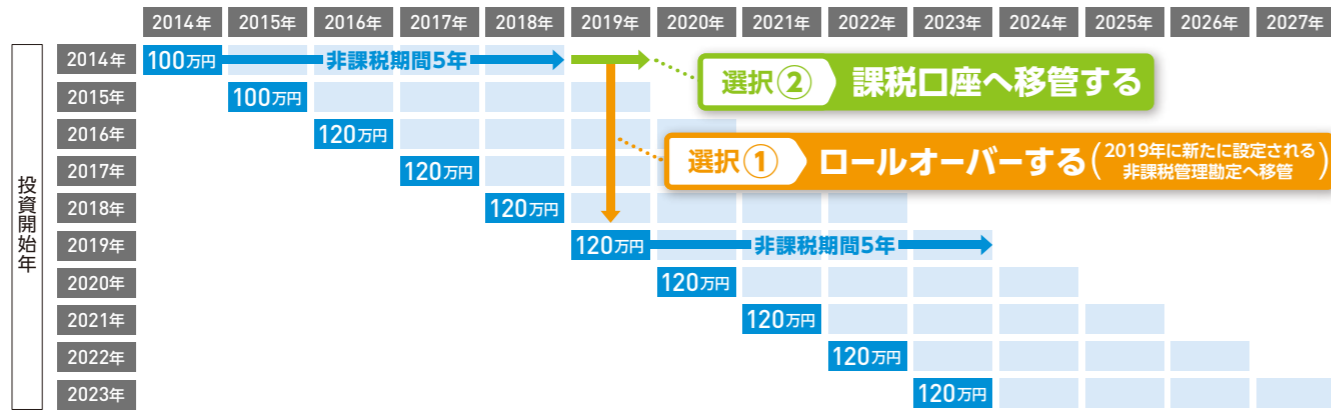 2014年 2015年 2016年 2017年 2018年 2019年 2020年 2021年 2022年 2023年 2024年 2025年 2026年 2027年
投資開始年
2014年 100万円 非課税期間5年
選択② 課税口座へ移管する
2015年 100万円
2016年 120万円
選択① ロールオーバーする(2019年に新たに設定される
非課税管理勘定へ移管)
2017年 120万円
2018年 120万円
2019年 120万円 非課税期間5年
2020年 120万円
2021年 120万円
2022年 120万円
2023年 120万円